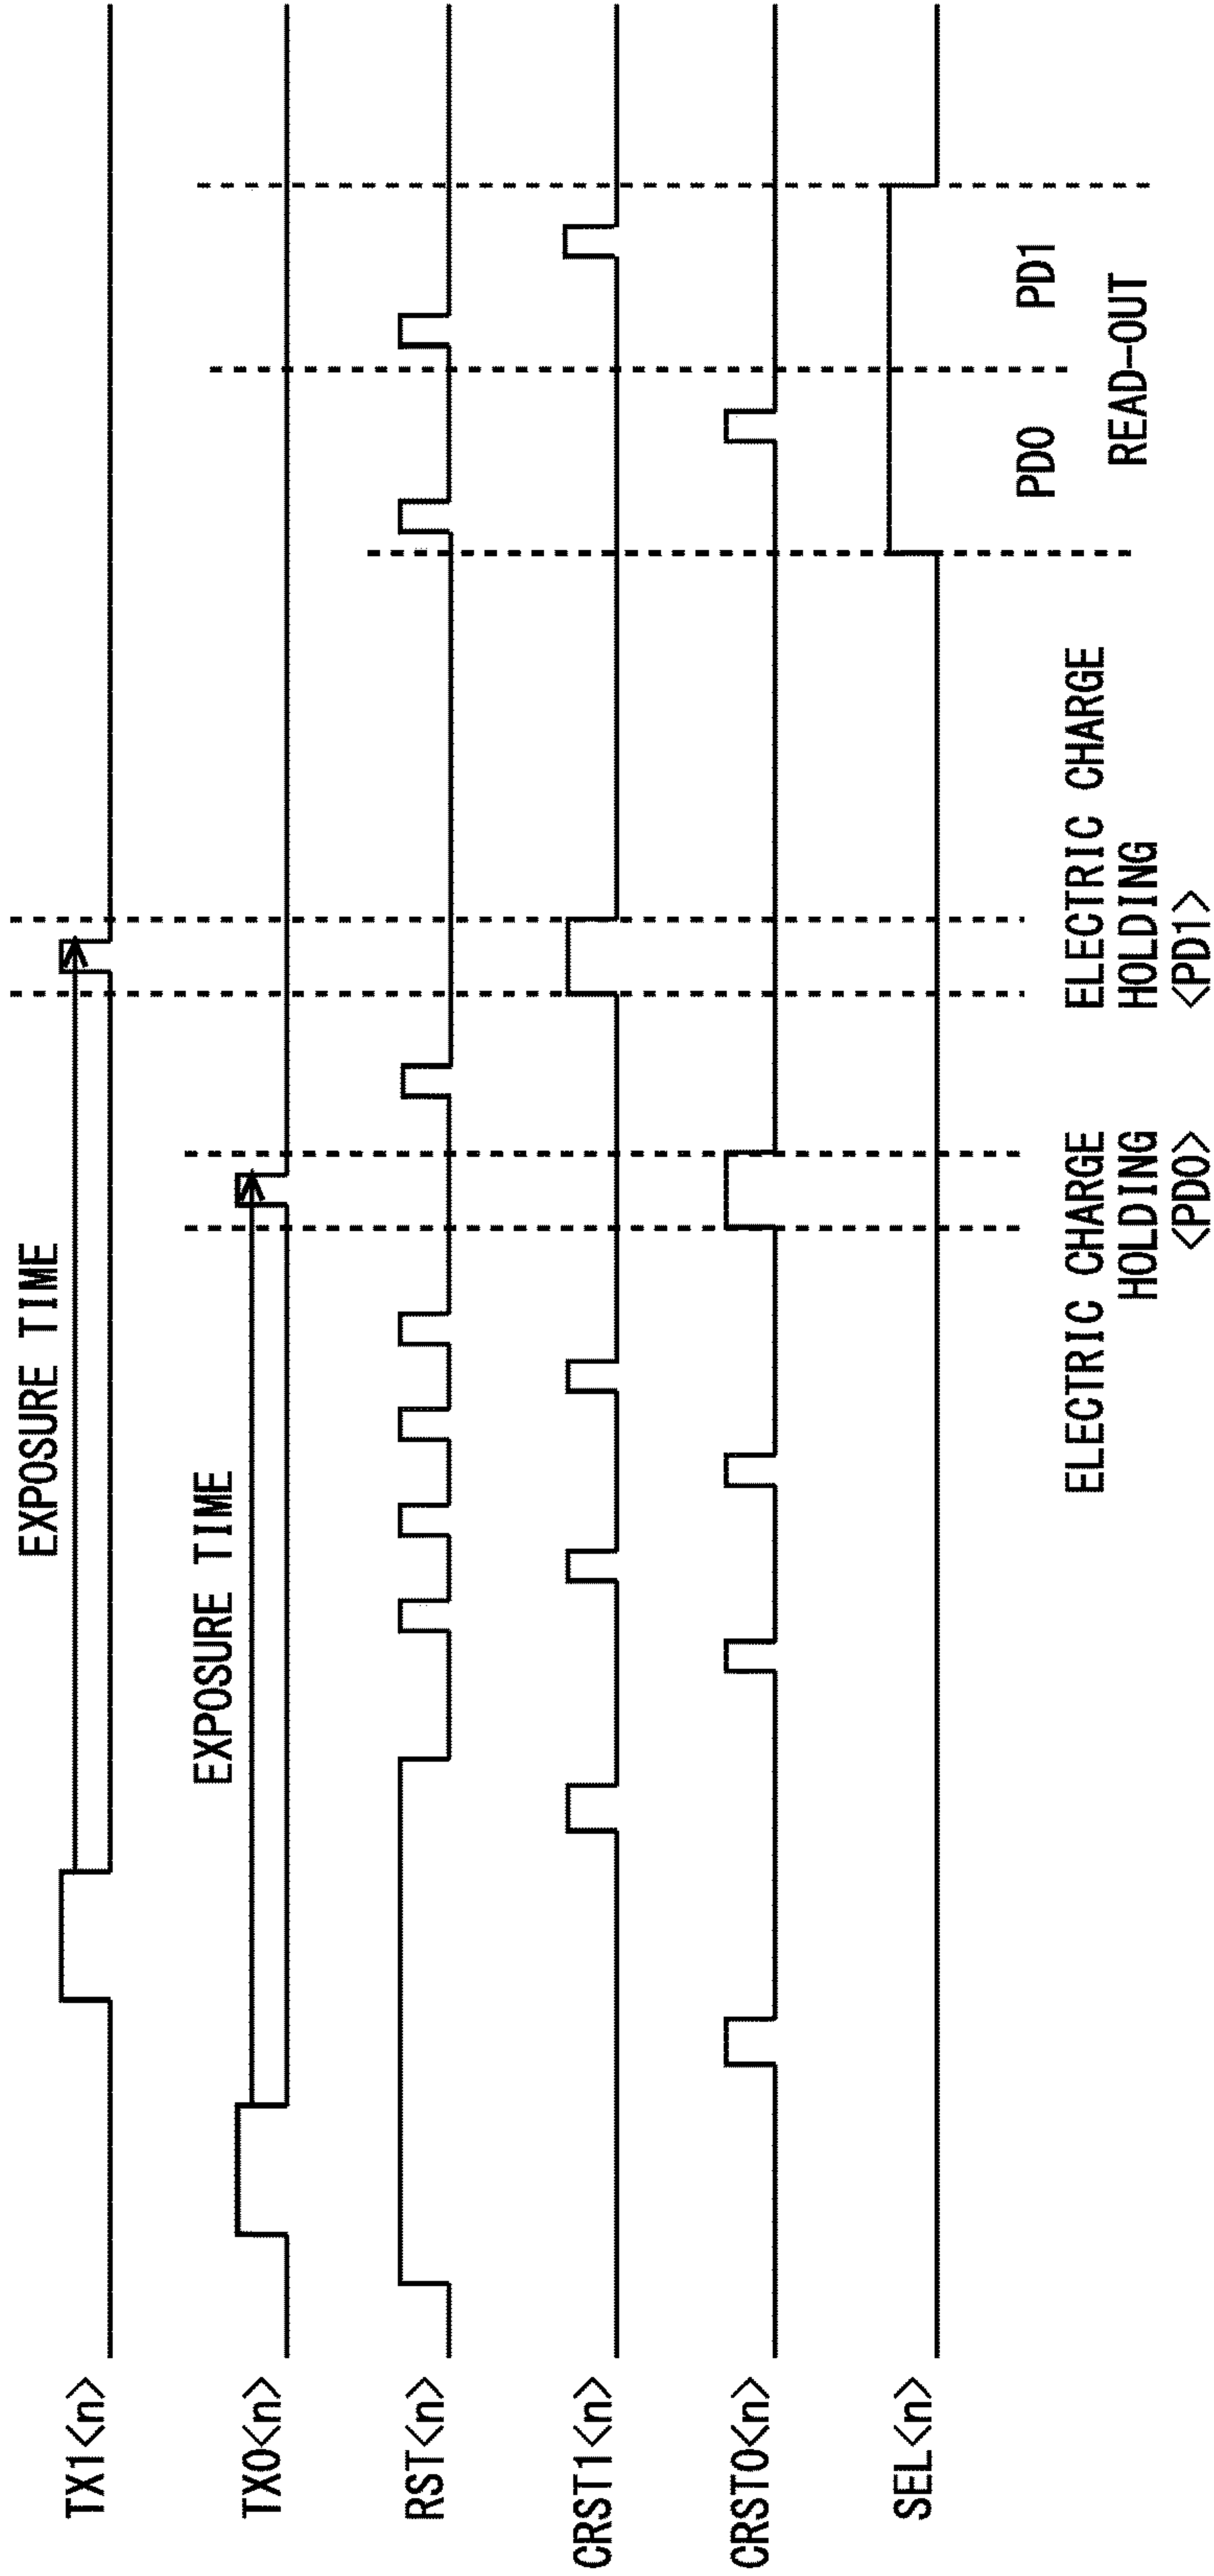 EXPOSURE TIME
TX1<n>
EXPOSURE TIME
TX0<n>
RST<n>
CRST1<n>
CRST0<n>
SEL<n>
PD0
PD1
READ-OUT
ELECTRIC CHARGE
HOLDING
<PD0>
ELECTRIC CHARGE
HOLDING
<PD1>